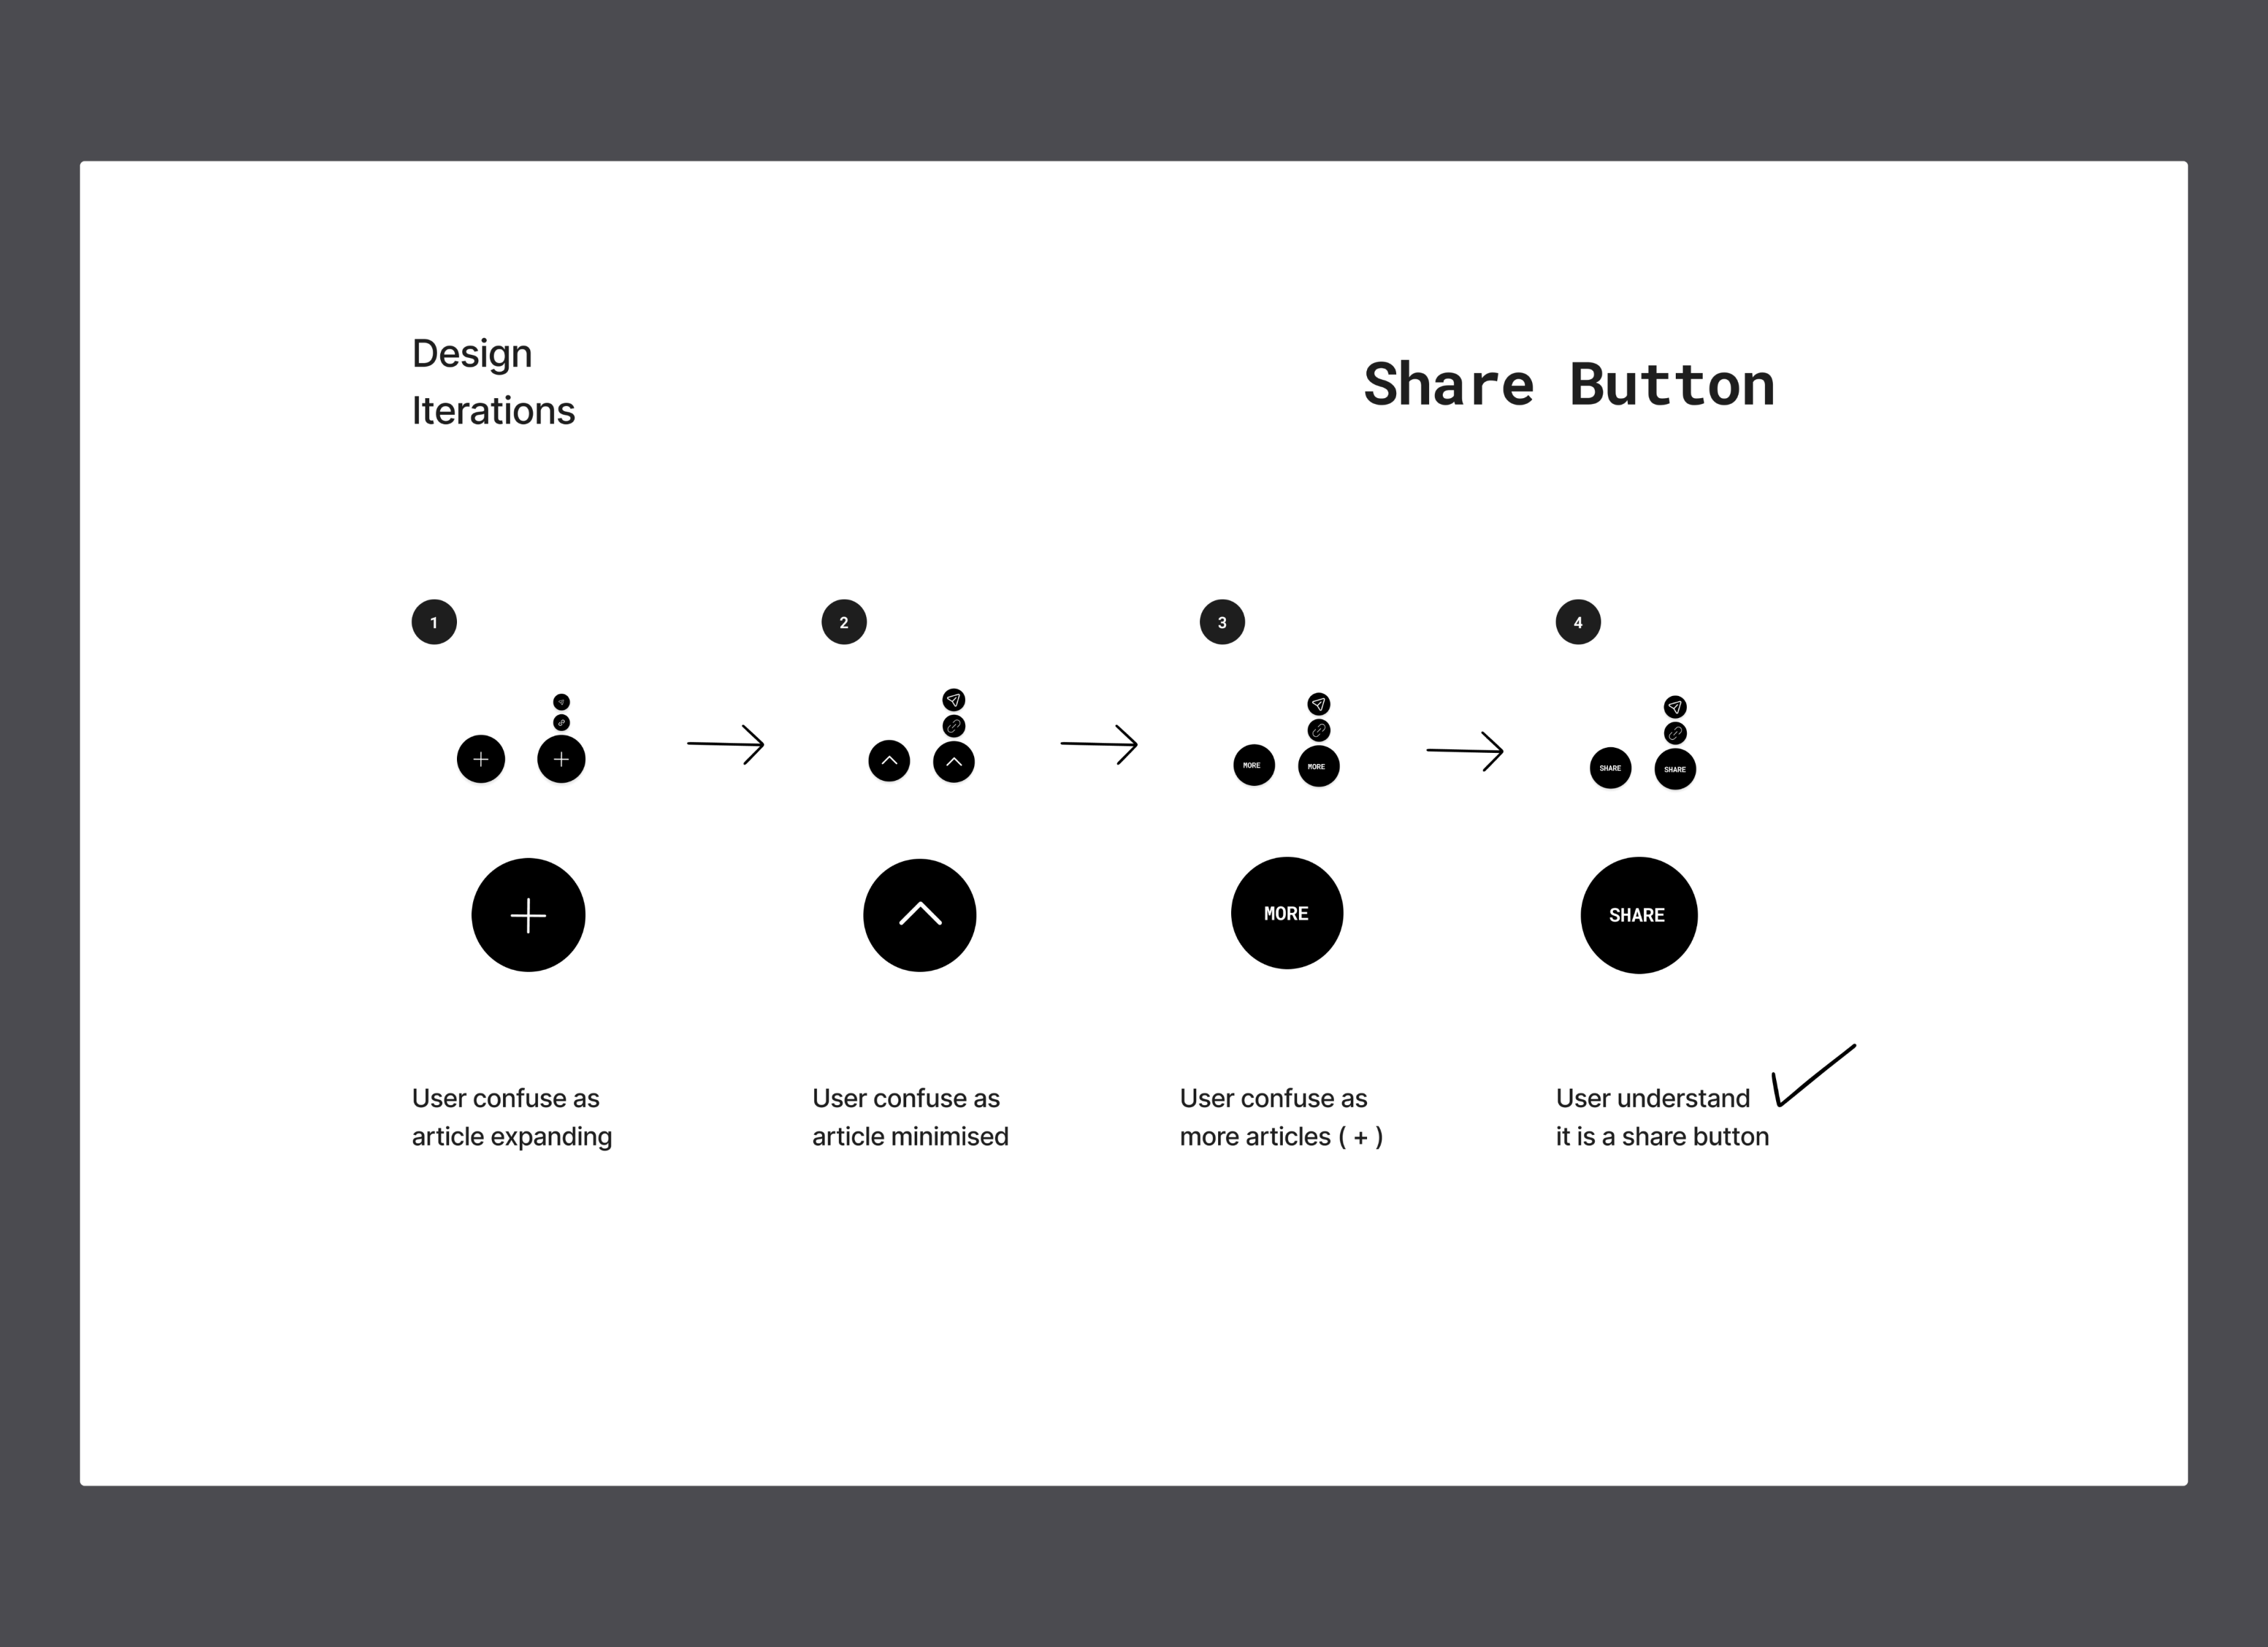 Design
Iterations
Share Button
1
2
3
4
MORE
MORE
SHARE
SHARE
MORE
SHARE
User confuse as
article expanding
User confuse as
article minimised
User confuse as
more articles ( + )
User understand
it is a share button